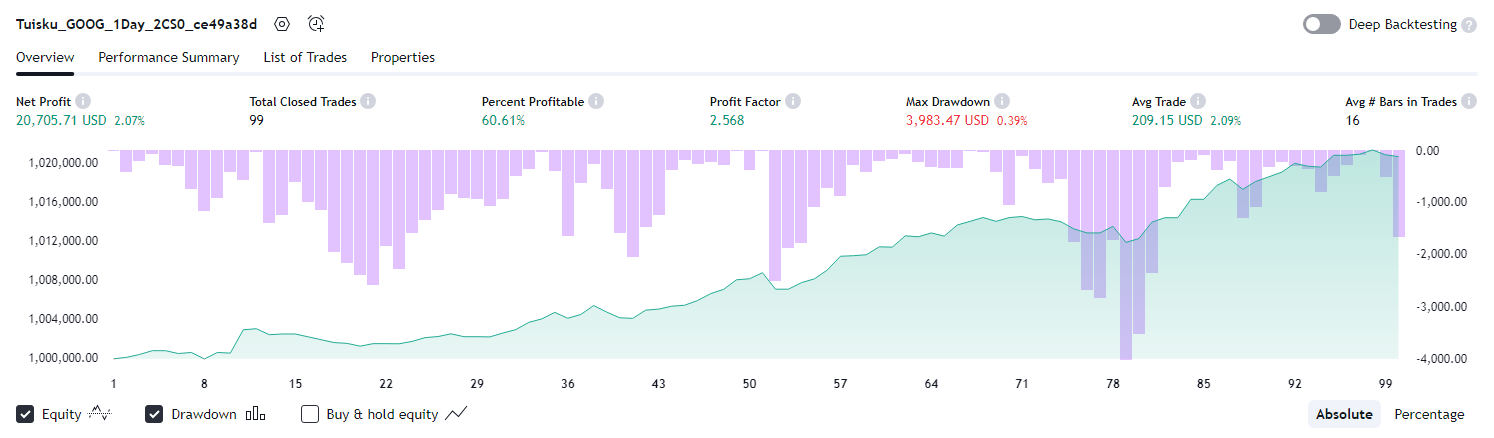 Tuisku_GOOG_1Day_2CS0_ce49a38d
Deep Backtesting
Overview Performance Summary List of Trades Properties
Net Profit Total Closed Trades Percent Profitable Profit Factor Max Drawdown Avg Trade Avg # Bars in Trades
20,705.71 USD 2.07% 99 60.61% 2.568 3,983.47 USD 0.39% 209.15 USD 2.09% 16
1,020,000.00 0.00
1,016,000.00 -1,000.00
1,012,000.00 -2,000.00
1,008,000.00
1,004,000.00 -3,000.00
1,000,000.00 -4,000.00
1 8 15 22 29 36 43 50 57 64 71 78 85 92 99
Equity Drawdown Buy & hold equity Absolute Percentage